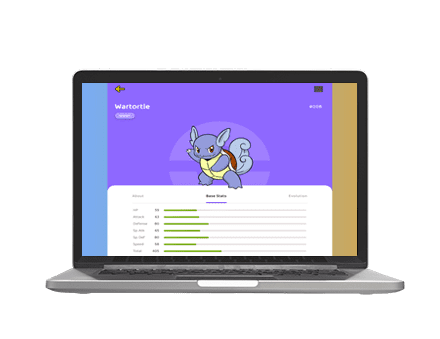 Wartortle
Water
About
Base Stats
Evolution
HP 59
Attack 63
Defense 80
Sp. Atk 65
Sp. Def 80
Speed 58
Total 405